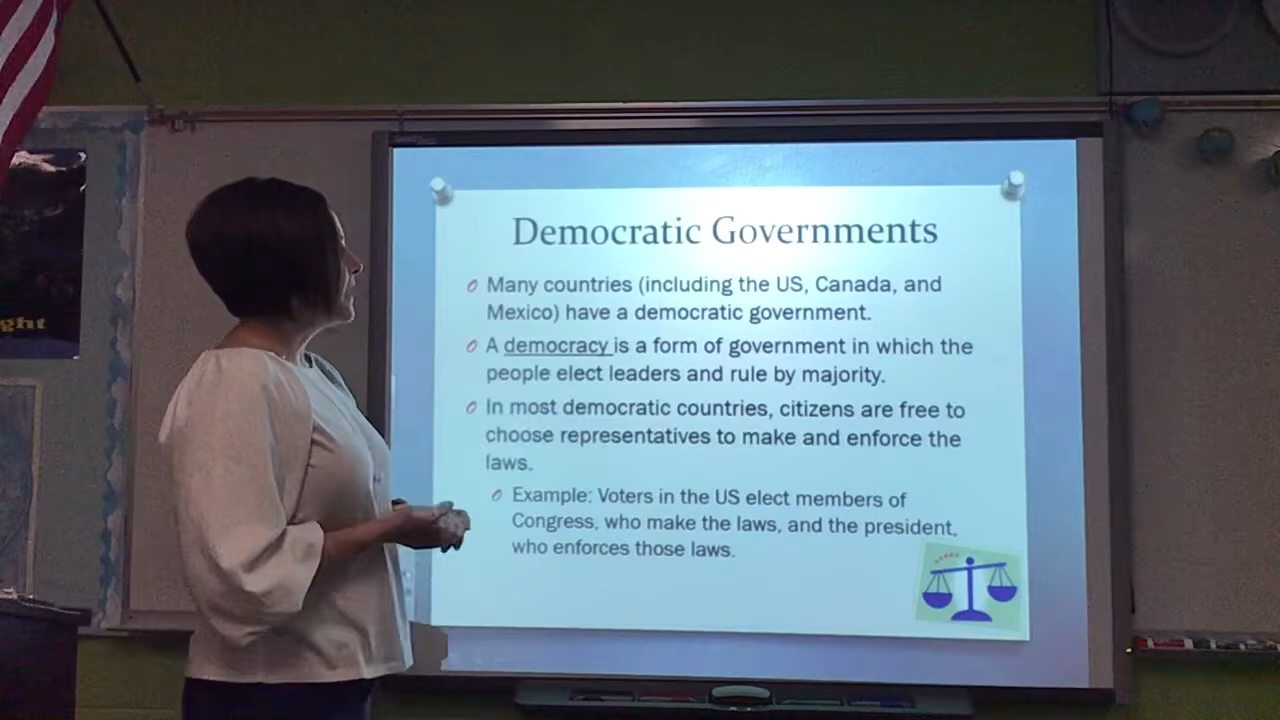 ght
Democratic Governments
Many countries (including the US, Canada, and
Mexico) have a democratic government.
A democracy is a form of government in which the
people elect leaders and rule by majority.
In most democratic countries, citizens are free to
choose representatives to make and enforce the
laws.
Example: Voters in the US elect members of
Congress, who make the laws, and the president,
who enforces those laws.